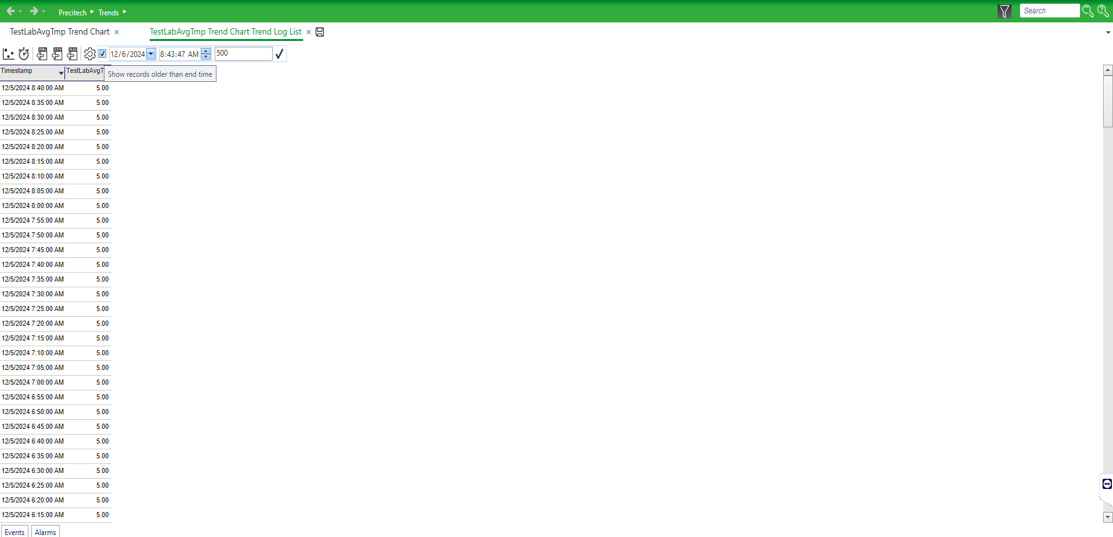 Precitech Trends Search
TestLabAvgTmp Trend Chart × TestLabAvgTmp Trend Chart Trend Log List ×
12/6/2024 8:43:47 AM 500
Timestamp TestLabAvgT
Show records older than end time
12/5/2024 8:40:00 AM 5.00
12/5/2024 8:35:00 AM 5.00
12/5/2024 8:30:00 AM 5.00
12/5/2024 8:25:00 AM 5.00
12/5/2024 8:20:00 AM 5.00
12/5/2024 8:15:00 AM 5.00
12/5/2024 8:10:00 AM 5.00
12/5/2024 8:05:00 AM 5.00
12/5/2024 8:00:00 AM 5.00
12/5/2024 7:55:00 AM 5.00
12/5/2024 7:50:00 AM 5.00
12/5/2024 7:45:00 AM 5.00
12/5/2024 7:40:00 AM 5.00
12/5/2024 7:35:00 AM 5.00
12/5/2024 7:30:00 AM 5.00
12/5/2024 7:25:00 AM 5.00
12/5/2024 7:20:00 AM 5.00
12/5/2024 7:15:00 AM 5.00
12/5/2024 7:10:00 AM 5.00
12/5/2024 7:05:00 AM 5.00
12/5/2024 7:00:00 AM 5.00
12/5/2024 6:55:00 AM 5.00
12/5/2024 6:50:00 AM 5.00
12/5/2024 6:45:00 AM 5.00
12/5/2024 6:40:00 AM 5.00
12/5/2024 6:35:00 AM 5.00
12/5/2024 6:30:00 AM 5.00
12/5/2024 6:25:00 AM 5.00
12/5/2024 6:20:00 AM 5.00
12/5/2024 6:15:00 AM 5.00
Events Alarms